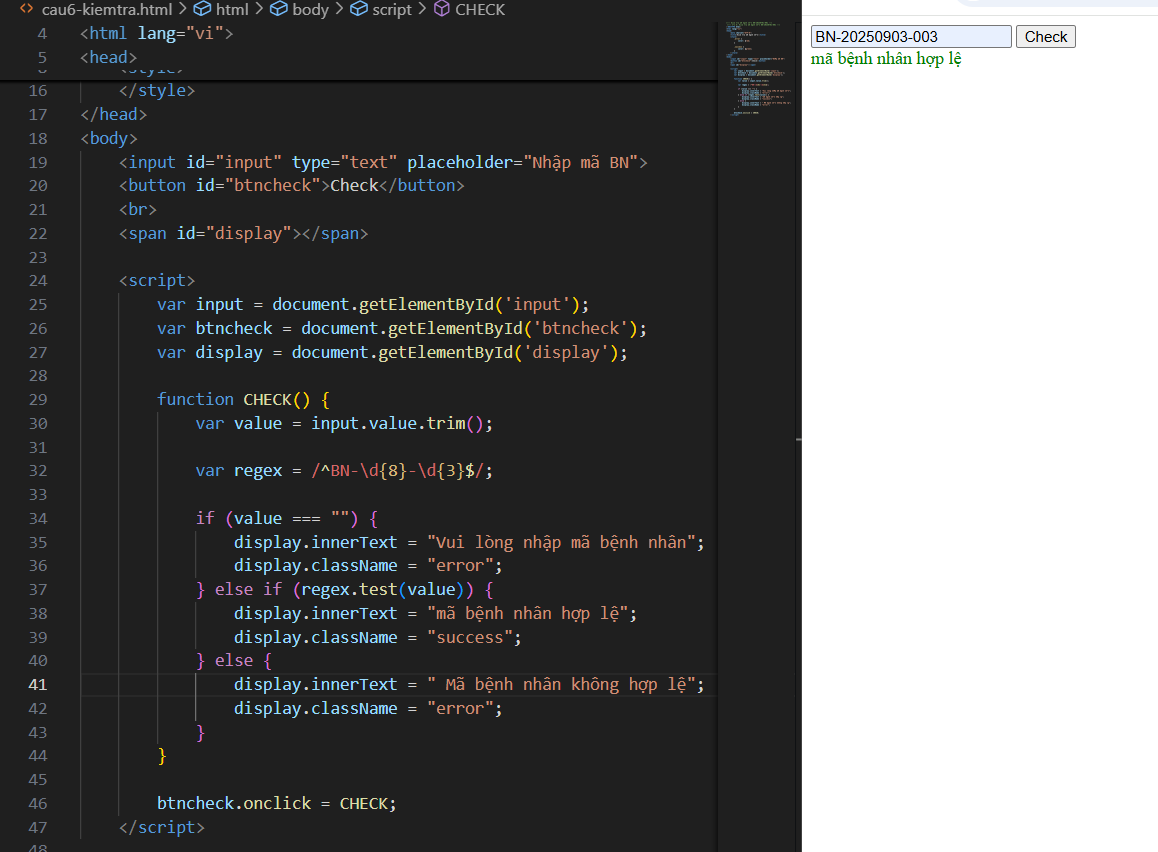 cau6-kiemtra.html > html > body > script > CHECK
4 <html lang="vi">
5 <head>
16 </style>
17 </head>
18 <body>
19 <input id="input" type="text" placeholder="Nhập mã BN">
20 <button id="btncheck">Check</button>
21 <br>
22 <span id="display"></span>
23
24 <script>
25 var input = document.getElementById('input');
26 var btncheck = document.getElementById('btncheck');
27 var display = document.getElementById('display');
28
29 function CHECK() {
30 var value = input.value.trim();
31
32 var regex = /^BN-\d{8}-\d{3}$/;
33
34 if (value === "") {
35 display.innerText = "Vui lòng nhập mã bệnh nhân";
36 display.className = "error";
37 } else if (regex.test(value)) {
38 display.innerText = "mã bệnh nhân hợp lệ";
39 display.className = "success";
40 } else {
41 display.innerText = " Mã bệnh nhân không hợp lệ";
42 display.className = "error";
43 }
44 }
45
46 btncheck.onclick = CHECK;
47 </script>
48
BN-20250903-003 Check
mã bệnh nhân hợp lệ